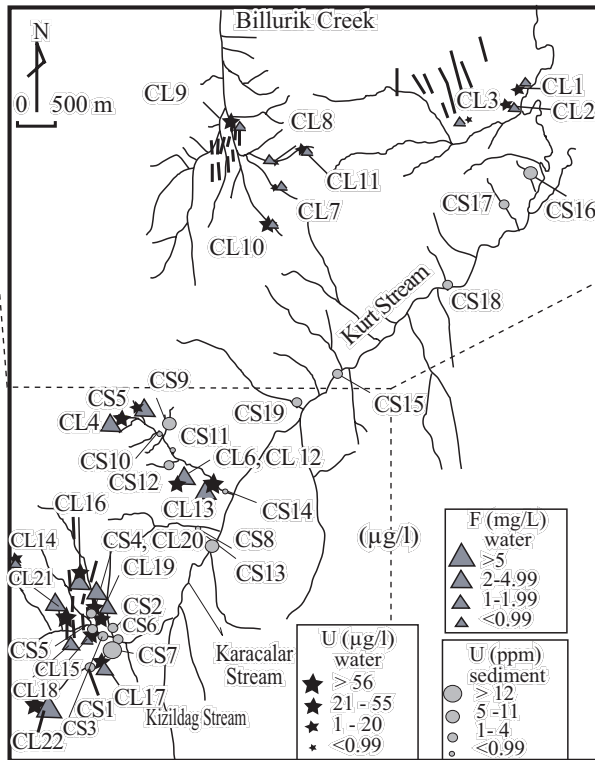 Billurik Creek
N
0 500 m
CL9
CL8
CL3
CL1
CL2
CL11
CL7
CL10
CS17
CS16
CS18
Kurt Stream
CS15
CS19
CS9
CS5
CL4
CS11
CS10
CS12
CL6, CL12
CL13
CS14
(µg/l)
CL16
CL14
CS4, CL20
CS8
CL21
CL19
CS13
CS2
CS6
CS5
CL15
CS7
CL18
CL17
CS1
CS3
CL22
Karacalar
Stream
Kizildag Stream
F (mg/L)
water
>5
2-4.99
1-1.99
<0.99
U (µg/l)
water
> 56
21 - 55
1 - 20
<0.99
U (ppm)
sediment
> 12
5 -11
1- 4
<0.99